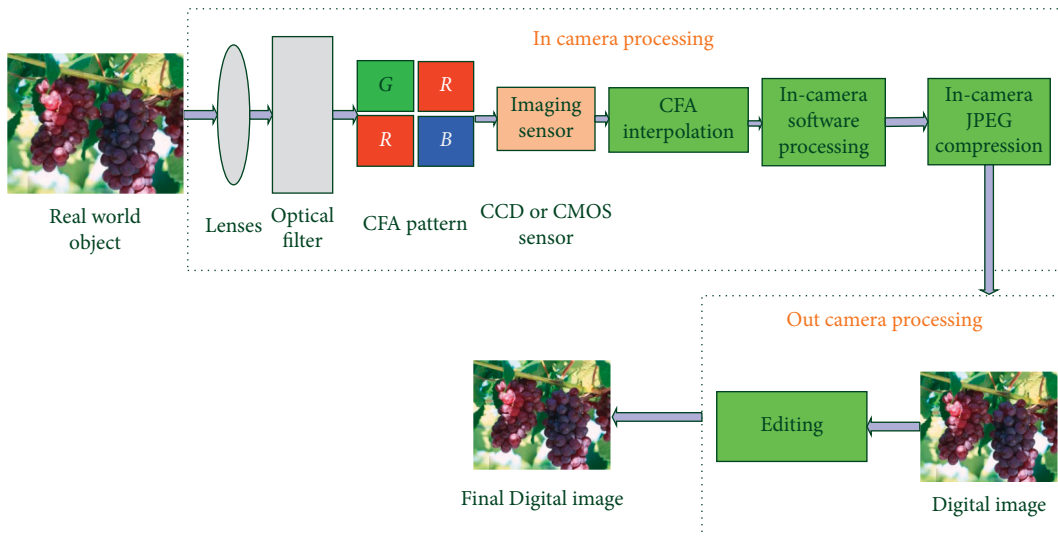 In camera processing
G
R
R
B
Imaging
sensor
CFA
interpolation
In-camera
software
processing
In-camera
JPEG
compression
Real world
object
Lenses
Optical
filter
CFA pattern
CCD or CMOS
sensor
Out camera processing
Editing
Final Digital image
Digital image